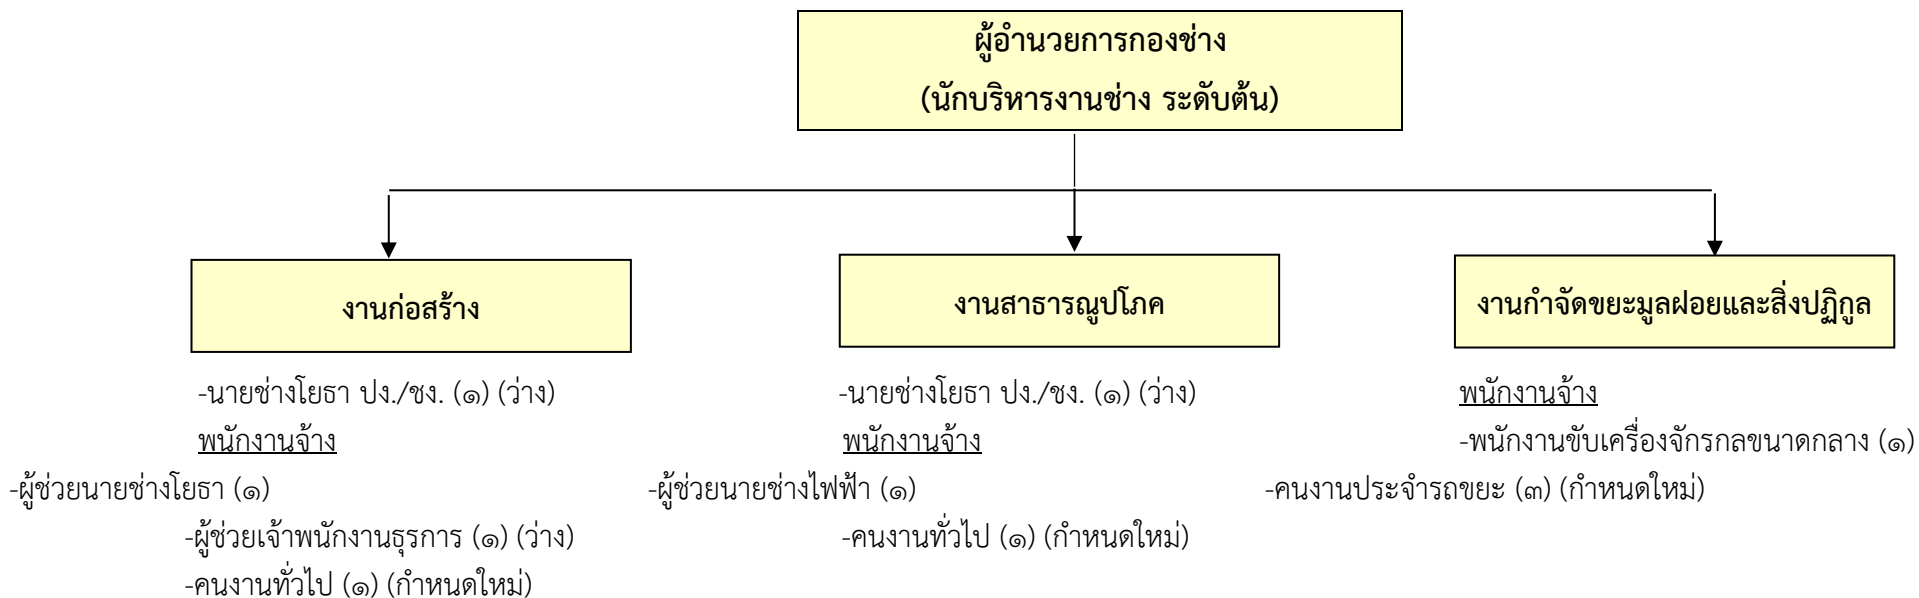 ผู้อำนวยการกองช่าง
(นักบริหารงานช่าง ระดับต้น)
งานก่อสร้าง
-นายช่างโยธา ปง./ชง. (๑) (ว่าง)
พนักงานจ้าง
-ผู้ช่วยนายช่างโยธา (๑)
-ผู้ช่วยเจ้าพนักงานธุรการ (๑) (ว่าง)
-คนงานทั่วไป (๑) (กำหนดใหม่)
งานสาธารณูปโภค
-นายช่างโยธา ปง./ชง. (๑) (ว่าง)
พนักงานจ้าง
-ผู้ช่วยนายช่างไฟฟ้า (๑)
-คนงานทั่วไป (๑) (กำหนดใหม่)
งานกำจัดขยะมูลฝอยและสิ่งปฏิกูล
พนักงานจ้าง
-พนักงานขับเครื่องจักรกลขนาดกลาง (๑)
-คนงานประจำรถขยะ (๓) (กำหนดใหม่)